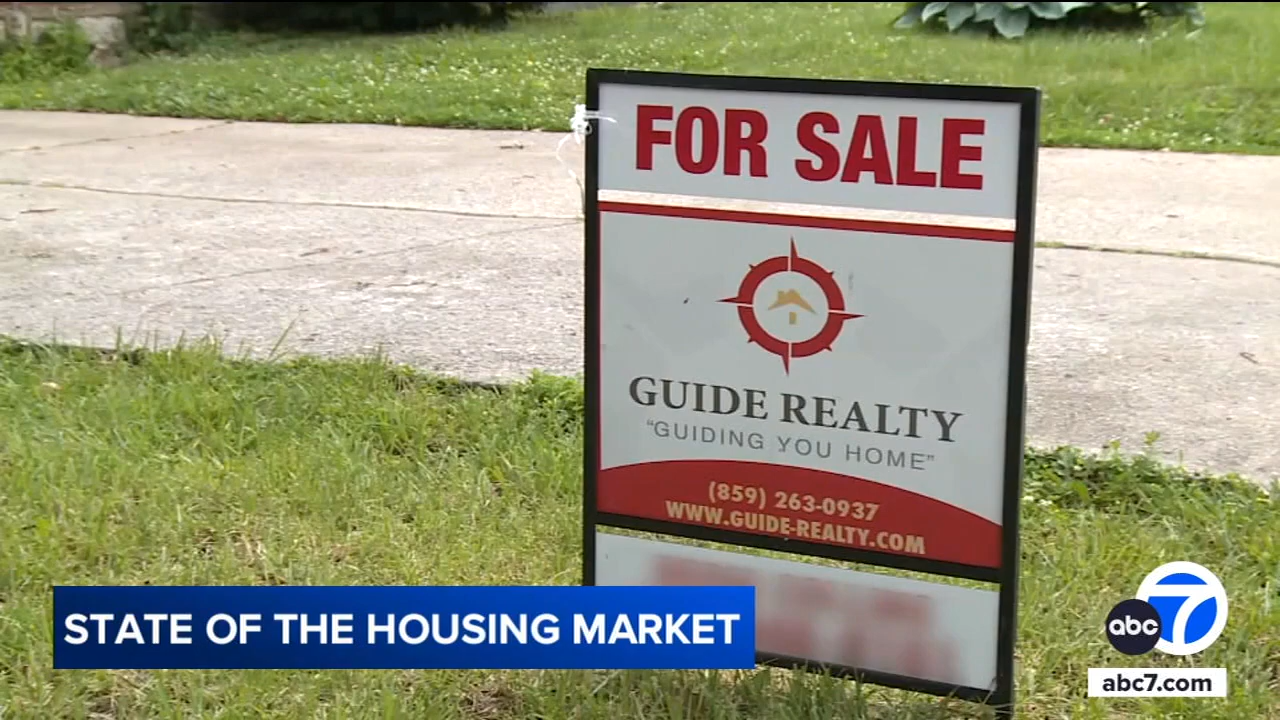 FOR SALE
GUIDE REALTY
"GUIDING YOU HOME"
(859) 263-0937
WWW.GUIDE-REALTY.COM
STATE OF THE HOUSING MARKET
abc 7
abc7.com